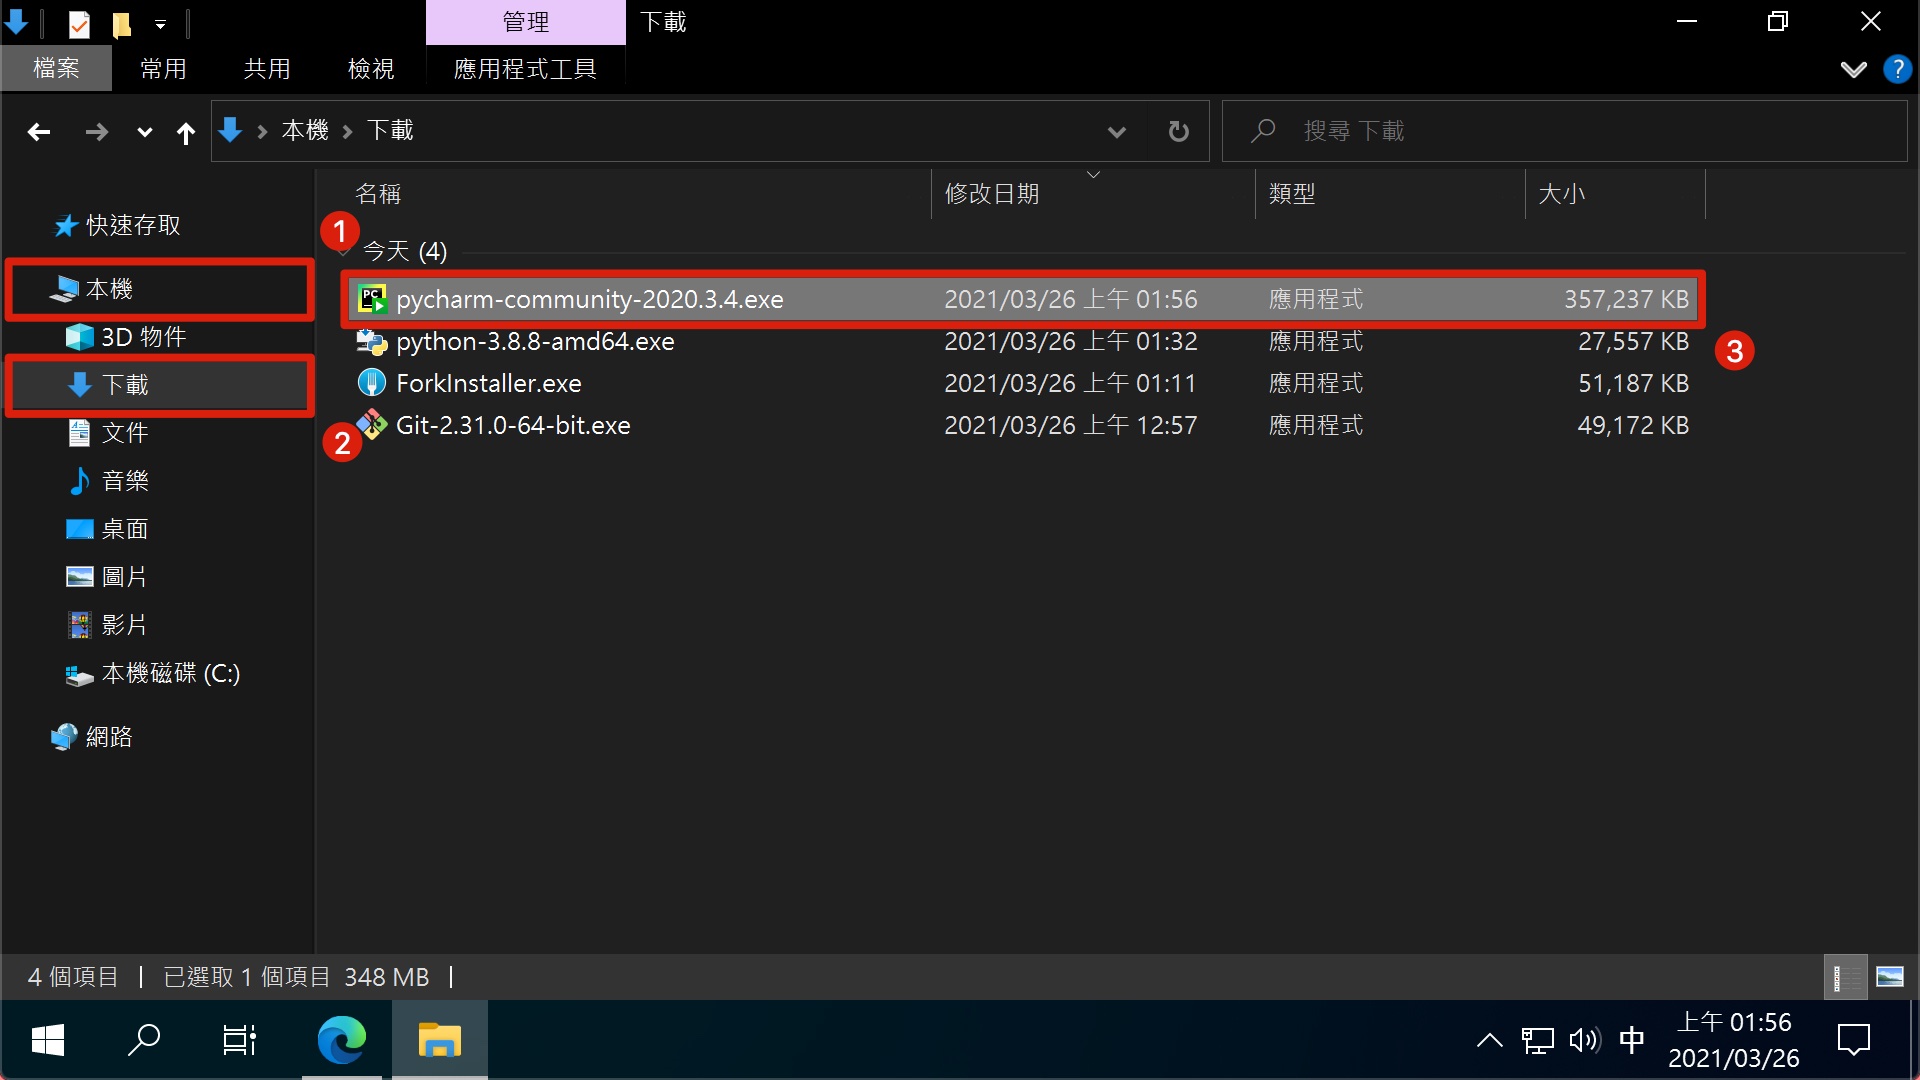 管理
下載
檔案
常用
共用
檢視
應用程式工具
?
本機
下載
搜尋 下載
名稱
修改日期
類型
大小
快速存取
本機
3D 物件
下載
文件
音樂
桌面
圖片
影片
本機磁碟 (C:)
網路
1
今天 (4)
PC
pycharm-community-2020.3.4.exe 2021/03/26 上午 01:56 應用程式 357,237 KB
python-3.8.8-amd64.exe 2021/03/26 上午 01:32 應用程式 27,557 KB
3
ForkInstaller.exe 2021/03/26 上午 01:11 應用程式 51,187 KB
2
Git-2.31.0-64-bit.exe 2021/03/26 上午 12:57 應用程式 49,172 KB
4 個項目
已選取 1 個項目 348 MB
中
上午 01:56
2021/03/26